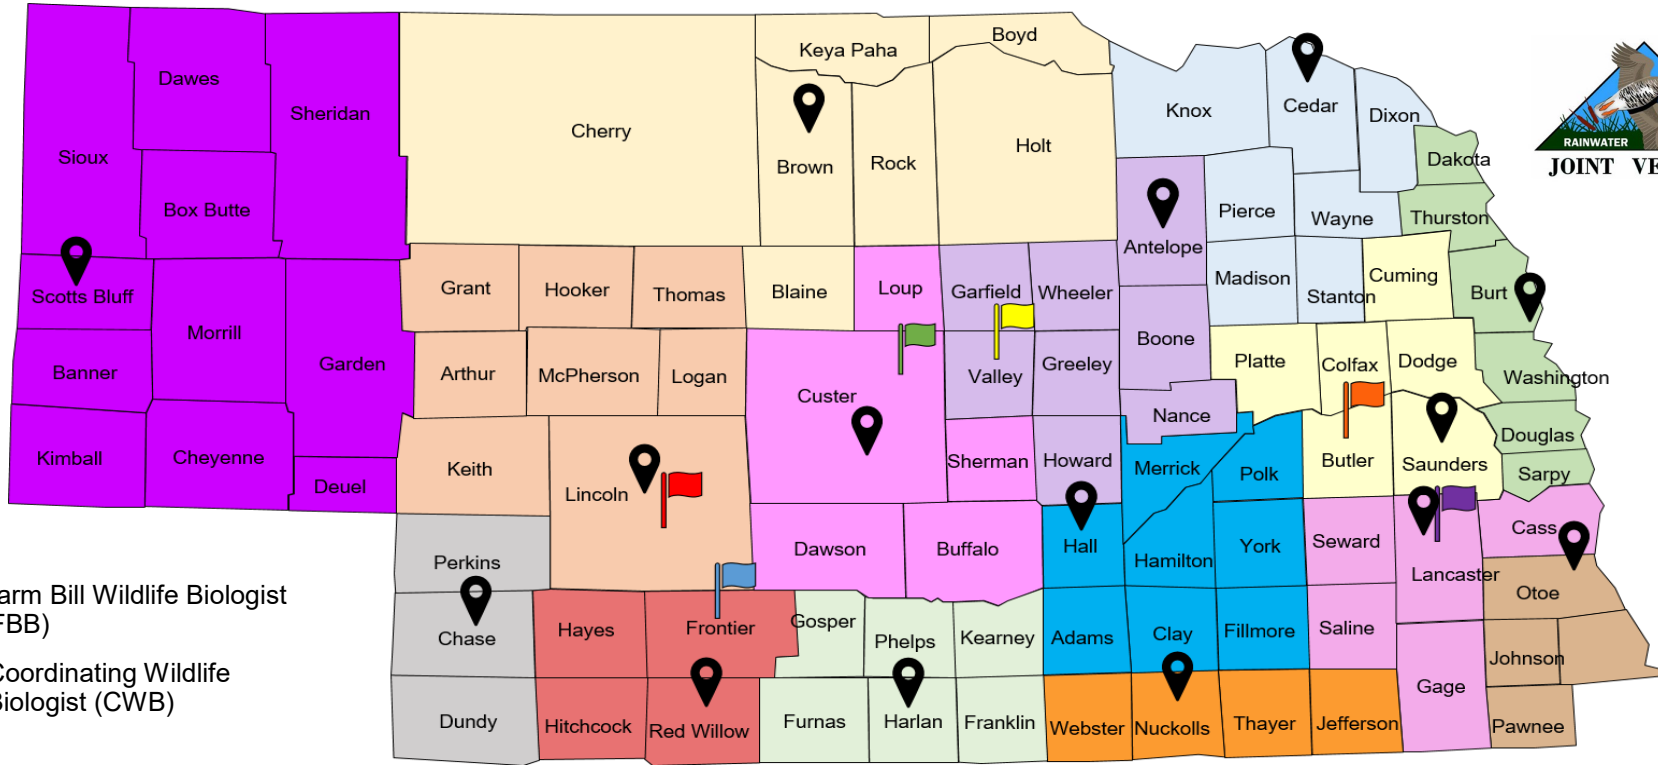 Keya Paha
Boyd
Dawes
Sheridan
Cherry
Knox
Cedar
Dixon
Sioux
Brown
Rock
Holt
Dakota
RAINWATER
JOINT VE
Box Butte
Pierce
Wayne
Thurston
Antelope
Scotts Bluff
Grant
Hooker
Thomas
Blaine
Loup
Garfield
Wheeler
Madison
Stanton
Cuming
Burt
Morrill
Garden
Banner
Arthur
McPherson
Logan
Custer
Valley
Greeley
Boone
Platte
Colfax
Dodge
Washington
Nance
Kimball
Cheyenne
Deuel
Keith
Lincoln
Sherman
Howard
Merrick
Polk
Butler
Saunders
Douglas
Sarpy
Perkins
Dawson
Buffalo
Hall
Hamilton
York
Seward
Lancaster
Cass
Otoe
arm Bill Wildlife Biologist
FBB)
Chase
Hayes
Frontier
Gosper
Phelps
Kearney
Adams
Clay
Fillmore
Saline
Johnson
Coordinating Wildlife
Biologist (CWB)
Dundy
Hitchcock
Red Willow
Furnas
Harlan
Franklin
Webster
Nuckolls
Thayer
Jefferson
Gage
Pawnee